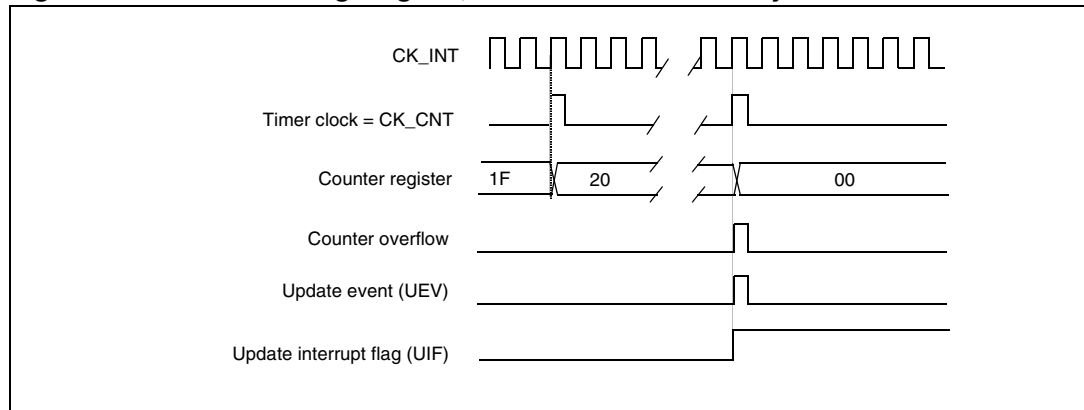 CK_INT
Timer clock = CK_CNT
Counter register 1F 20 00
Counter overflow
Update event (UEV)
Update interrupt flag (UIF)